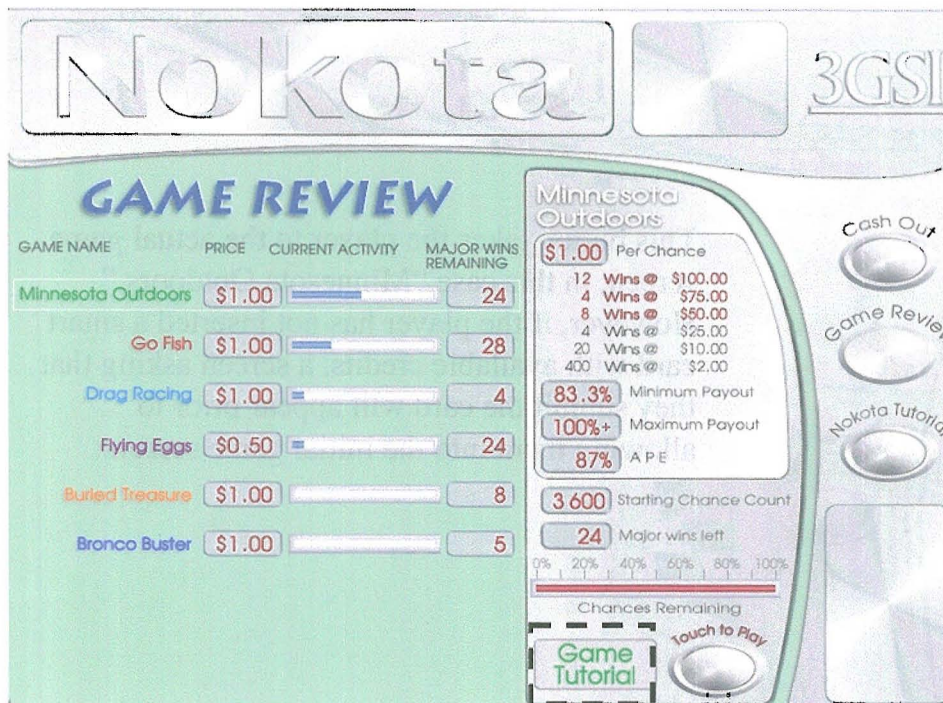 Nokota
3GSI
GAME REVIEW
GAME NAME PRICE CURRENT ACTIVITY MAJOR WINS REMAINING
Minnesota Outdoors $1.00 24
Go Fish $1.00 28
Drag Racing $1.00 4
Flying Eggs $0.50 24
Buried Treasure $1.00 8
Bronco Buster $1.00 5
Minnesota
Outdoors
$1.00 Per Chance
12 Wins @ $100.00
4 Wins @ $75.00
8 Wins @ $50.00
4 Wins @ $25.00
20 Wins @ $10.00
400 Wins @ $2.00
83.3% Minimum Payout
100%+ Maximum Payout
87% APE
3600 Starting Chance Count
24 Major wins left
0% 20% 40% 60% 80% 100%
Chances Remaining
Game
Tutorial
Touch to Play
Cash Out
Game Review
Nokota Tutorial